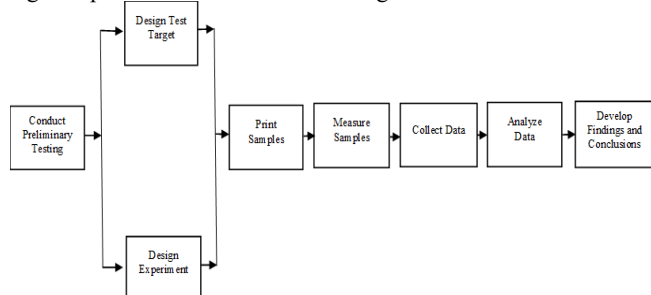 Design Test
Target
Conduct
Preliminary
Testing
Print
Samples
Measure
Samples
Collect Data
Analyze
Data
Develop
Findings and
Conclusions
Design
Experiment